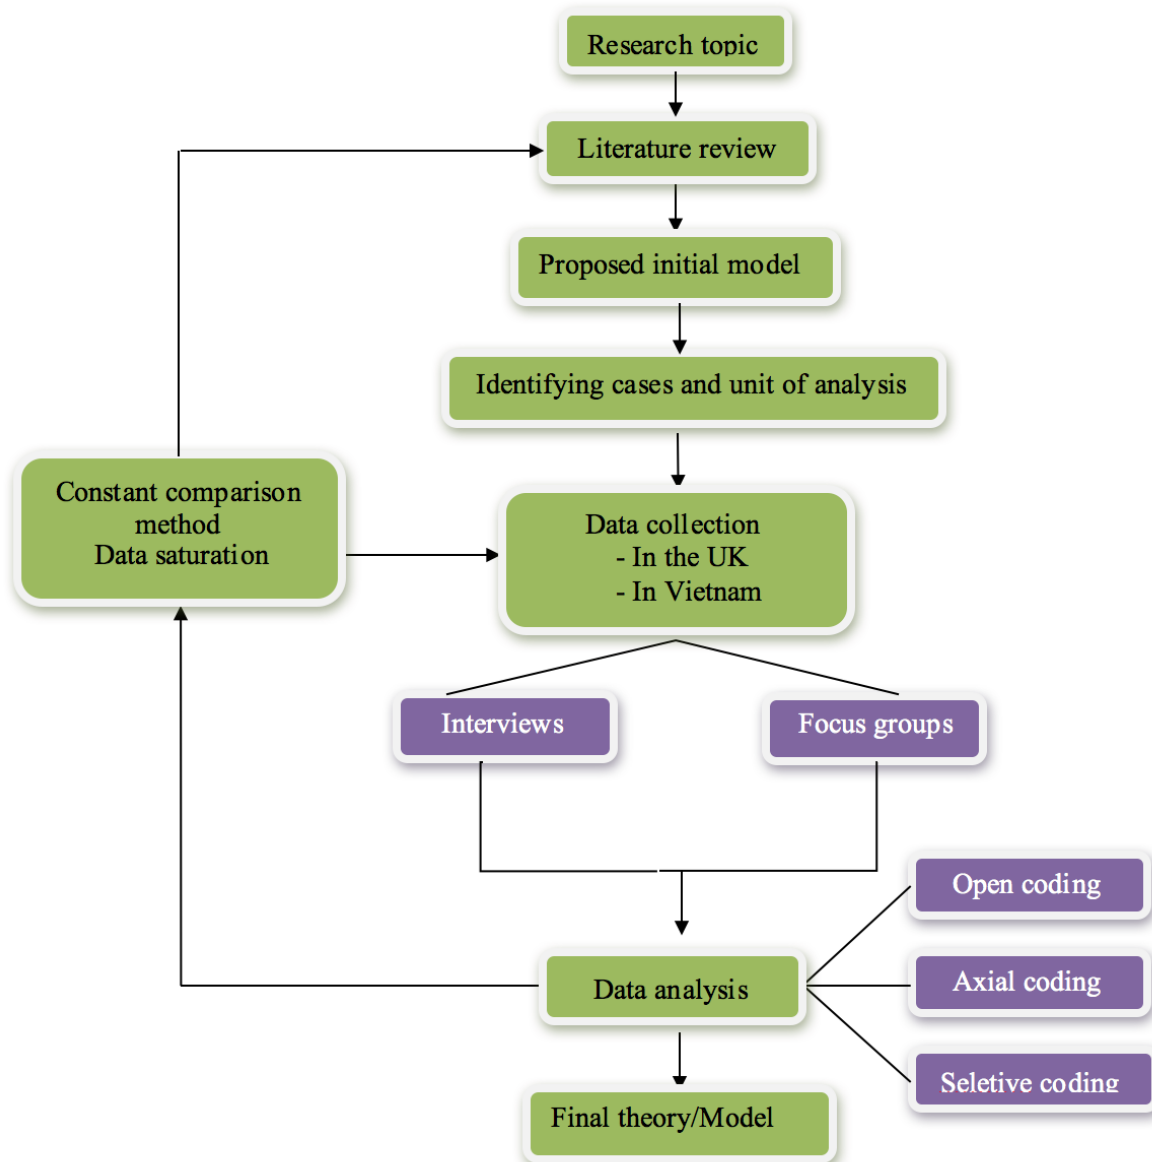 Research topic
Literature review
Proposed initial model
Identifying cases and unit of analysis
Constant comparison
method
Data saturation
Data collection
- In the UK
- In Vietnam
Interviews
Focus groups
Open coding
Data analysis
Axial coding
Seletive coding
Final theory/Model